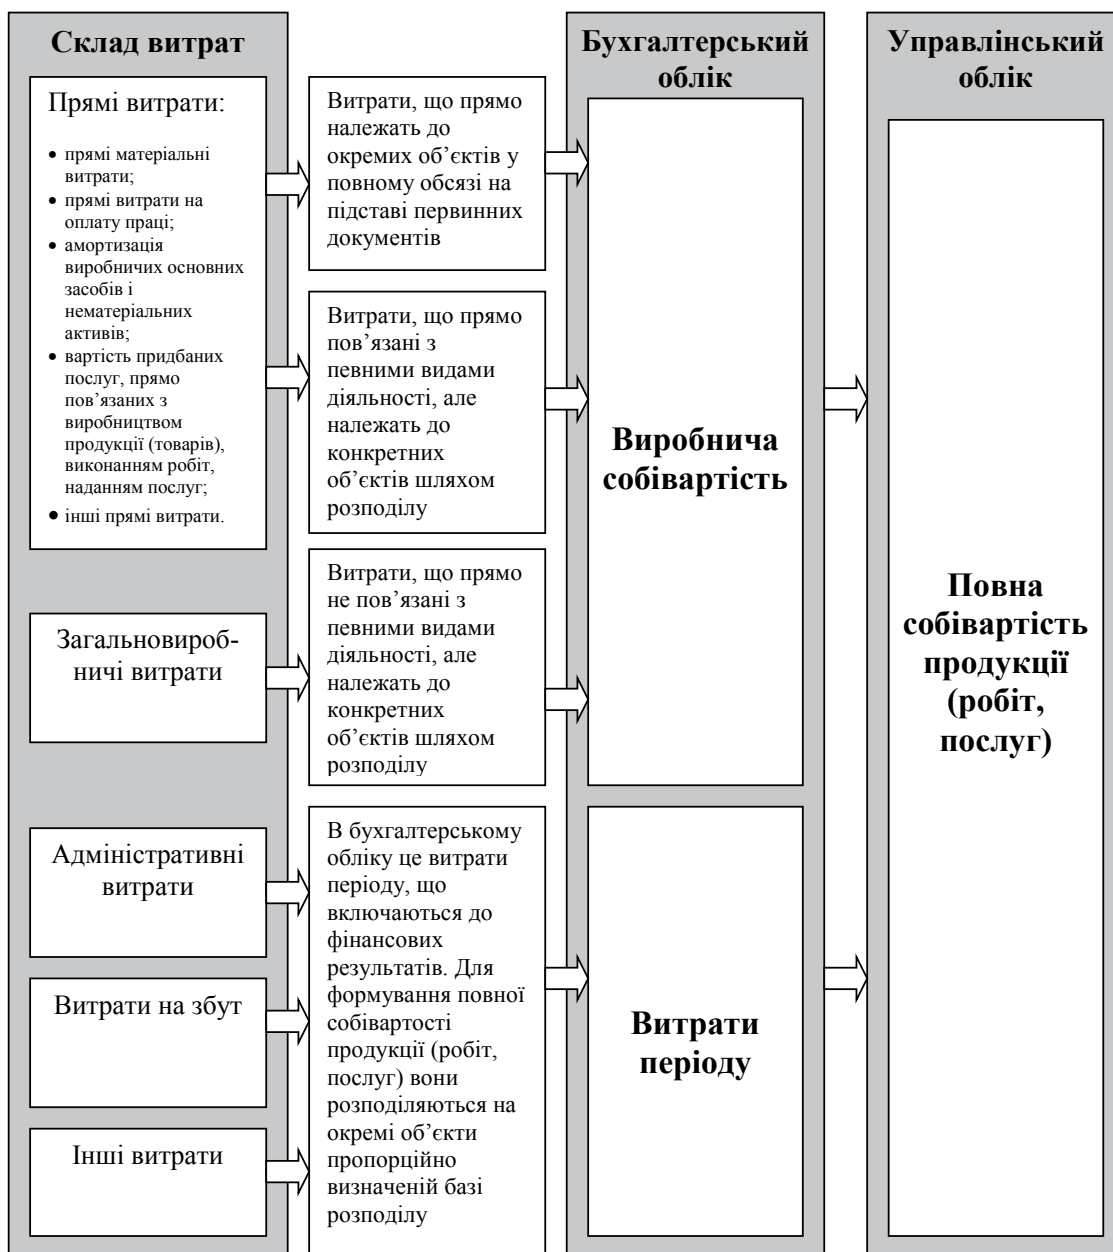 Склад витрат
Прямі витрати:
• прямі матеріальні
витрати;
• прямі витрати на
оплату праці;
• амортизація
виробничих основних
засобів і
нематеріальних
активів;
• вартість придбаних
послуг, прямо
пов’язаних з
виробництвом
продукції (товарів),
виконанням робіт,
наданням послуг;
• інші прямі витрати.
Загальновироб-
ничі витрати
Адміністративні
витрати
Витрати на збут
Інші витрати
Витрати, що прямо
належать до
окремих об’єктів у
повному обсязі на
підставі первинних
документів
Витрати, що прямо
пов’язані з
певними видами
діяльності, але
належать до
конкретних
об’єктів шляхом
розподілу
Витрати, що прямо
не пов’язані з
певними видами
діяльності, але
належать до
конкретних
об’єктів шляхом
розподілу
В бухгалтерському
обліку це витрати
періоду, що
включаються до
фінансових
результатів. Для
формування повної
собівартості
продукції (робіт,
послуг) вони
розподіляються на
окремі об’єкти
пропорційно
визначеній базі
розподілу
Бухгалтерський
облік
Виробнича
собівартість
Витрати
періоду
Управлінський
облік
Повна
собівартість
продукції
(робіт,
послуг)